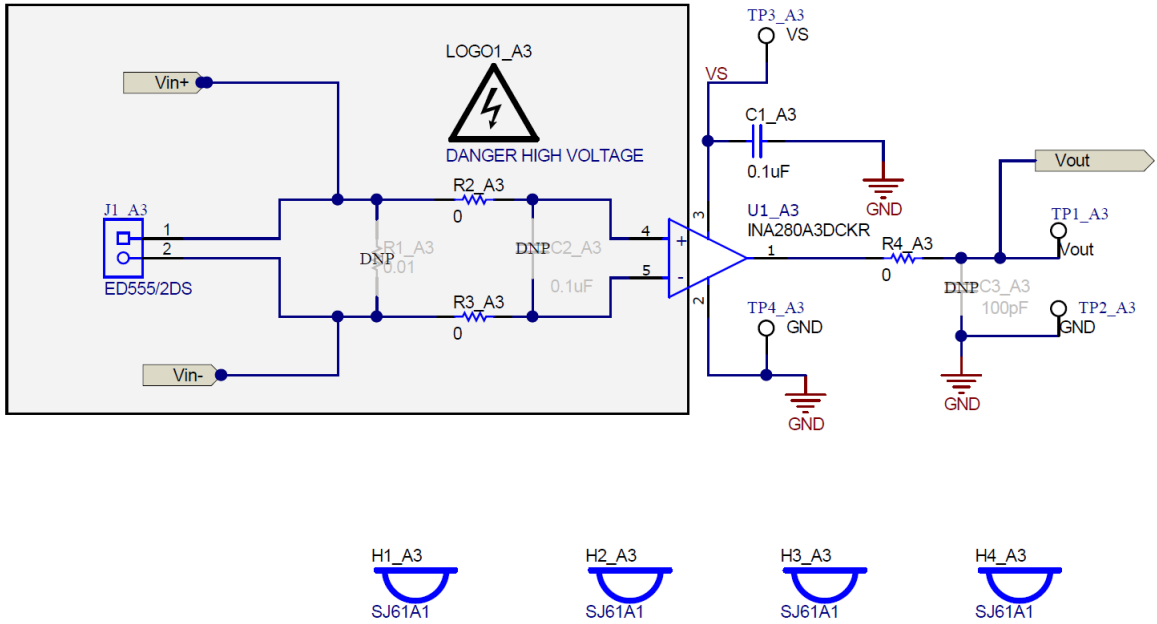 TP3_A3
VS
LOGO1_A3
VS
Vin+
C1_A3
DANGER HIGH VOLTAGE
0.1uF
Vout
R2_A3
0
GND
J1_A3
1
2
ED555/2DS
3
U1_A3
INA280A3DCKR
TP1_A3
Vout
4
+
1
R4_A3
0
R1_A3
DNP
0.01
DNP
C2_A3
0.1uF
5
-
DNP
C3_A3
100pF
R3_A3
0
2
TP4_A3
GND
TP2_A3
GND
Vin-
GND
GND
H1_A3
H2_A3
H3_A3
H4_A3
SJ61A1
SJ61A1
SJ61A1
SJ61A1